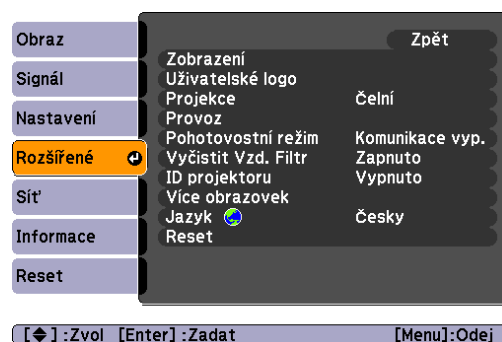 Obraz
Signál
Nastavení
Rozšířené
Síť
Informace
Reset
Zpět
Zobrazení
Uživatelské logo
Projekce Čelní
Provoz
Pohotovostní režim Komunikace vyp.
Vyčistit Vzd. Filtr Zapnuto
ID projektoru Vypnuto
Více obrazovek
Jazyk Česky
Reset
[◆] :Zvol [Enter] :Zadat [Menu]:Odej